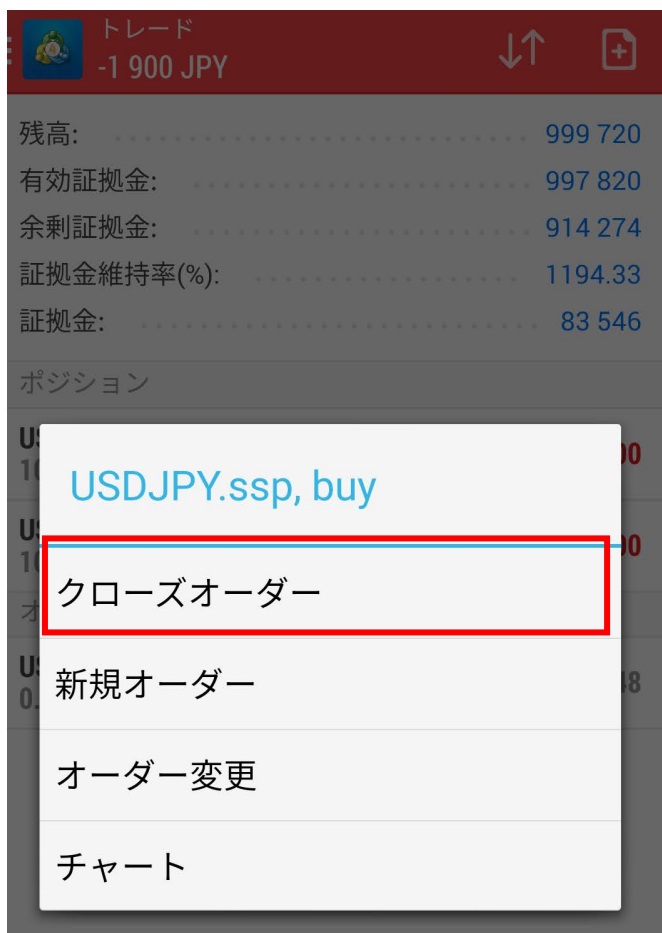 トレード
-1 900 JPY
残高: 999 720
有効証拠金: 997 820
余剰証拠金: 914 274
証拠金維持率(%): 1194.33
証拠金: 83 546
ポジション
USDJPY.ssp, buy
クローズオーダー
新規オーダー
オーダー変更
チャート